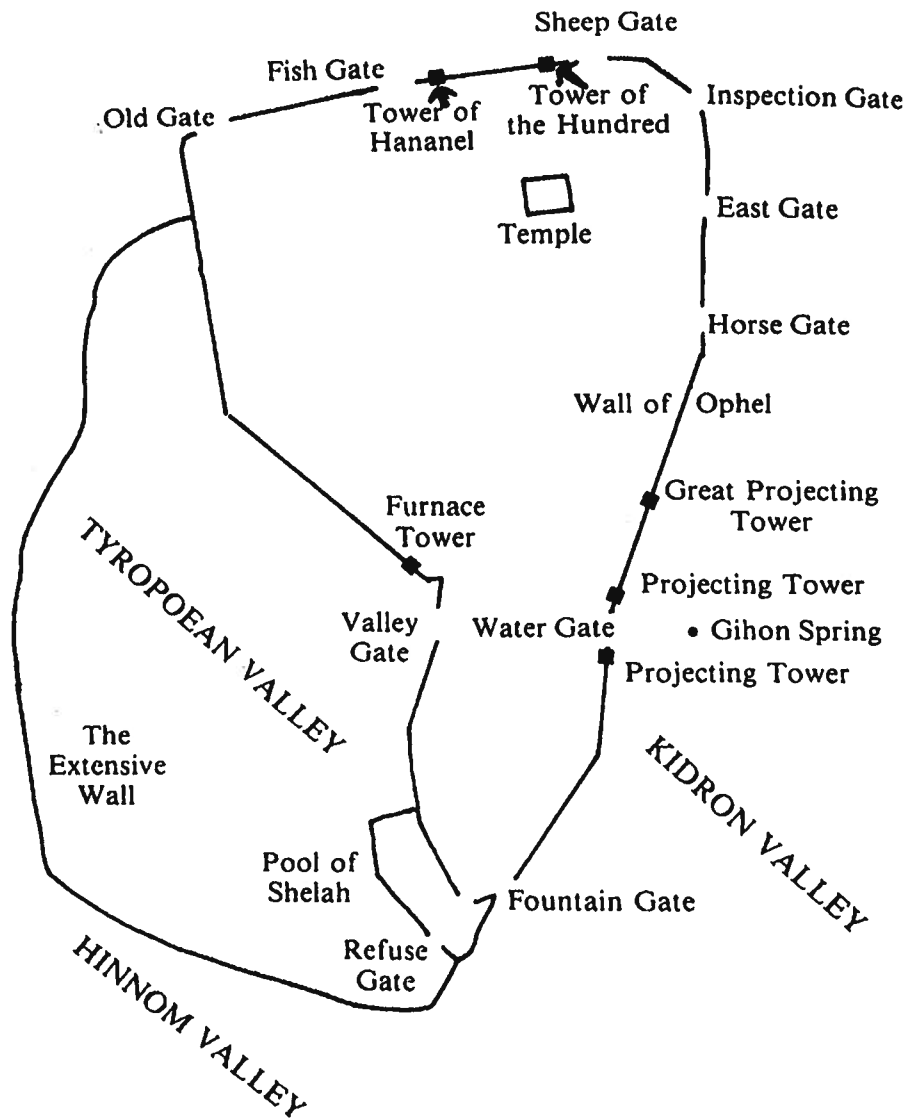 Sheep Gate
Fish Gate
Old Gate
Tower of
Hananel
Tower of
the Hundred
Inspection Gate
Temple
East Gate
Horse Gate
Wall of Ophel
Great Projecting
Tower
Furnace
Tower
Projecting Tower
Valley
Gate
Water Gate
Gihon Spring
Projecting Tower
TYROPOEAN VALLEY
The
Extensive
Wall
KIDRON VALLEY
Pool of
Shelah
Fountain Gate
Refuse
Gate
HINNOM VALLEY